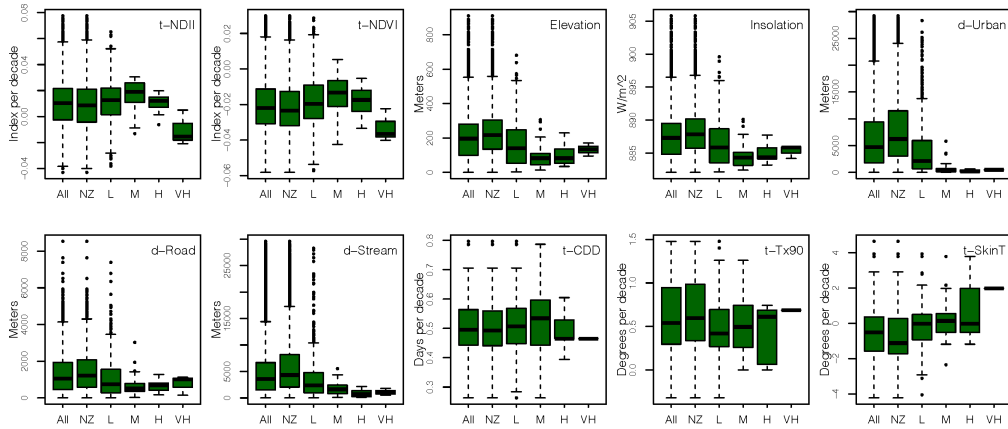 t-NDII
Index per decade
0.08
0.04
0.00
-0.04
All NZ L M H VH
t-NDVI
Index per decade
0.02
0.00
-0.02
-0.04
-0.06
All NZ L M H VH
Elevation
Meters
800
600
400
200
0
All NZ L M H VH
Insolation
W/m^2
905
900
895
890
885
All NZ L M H VH
d-Urban
Meters
25000
15000
5000
0
All NZ L M H VH
d-Road
Meters
8000
6000
4000
2000
0
All NZ L M H VH
d-Stream
Meters
25000
15000
5000
0
All NZ L M H VH
t-CDD
Days per decade
0.8
0.7
0.6
0.5
0.4
0.3
All NZ L M H VH
t-Tx90
Degrees per decade
1.5
1.0
0.5
0.0
All NZ L M H VH
t-SkinT
Degrees per decade
4
2
0
-2
-4
All NZ L M H VH